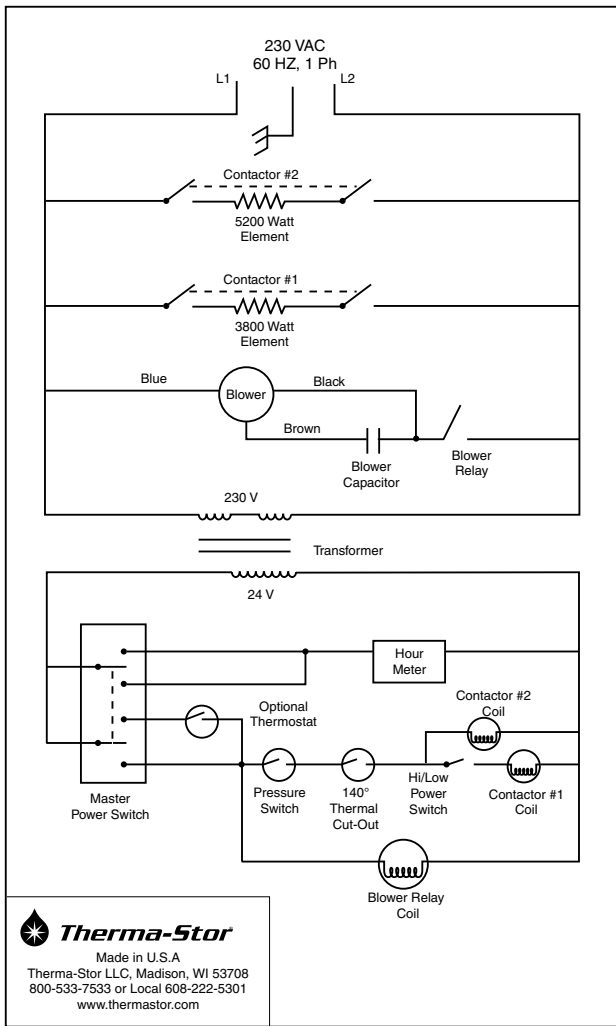 230 VAC
60 HZ, 1 Ph
L1
L2
Contactor #2
5200 Watt
Element
Contactor #1
3800 Watt
Element
Blue
Black
Blower
Brown
Blower
Capacitor
Blower
Relay
230 V
Transformer
24 V
Hour
Meter
Optional
Thermostat
Contactor #2
Coil
Master
Power Switch
Pressure
Switch
140°
Thermal
Cut-Out
Hi/Low
Power
Switch
Contactor #1
Coil
Blower Relay
Coil
Therma-Stor
Made in U.S.A
Therma-Stor LLC, Madison, WI 53708
800-533-7533 or Local 608-222-5301
www.thermastor.com